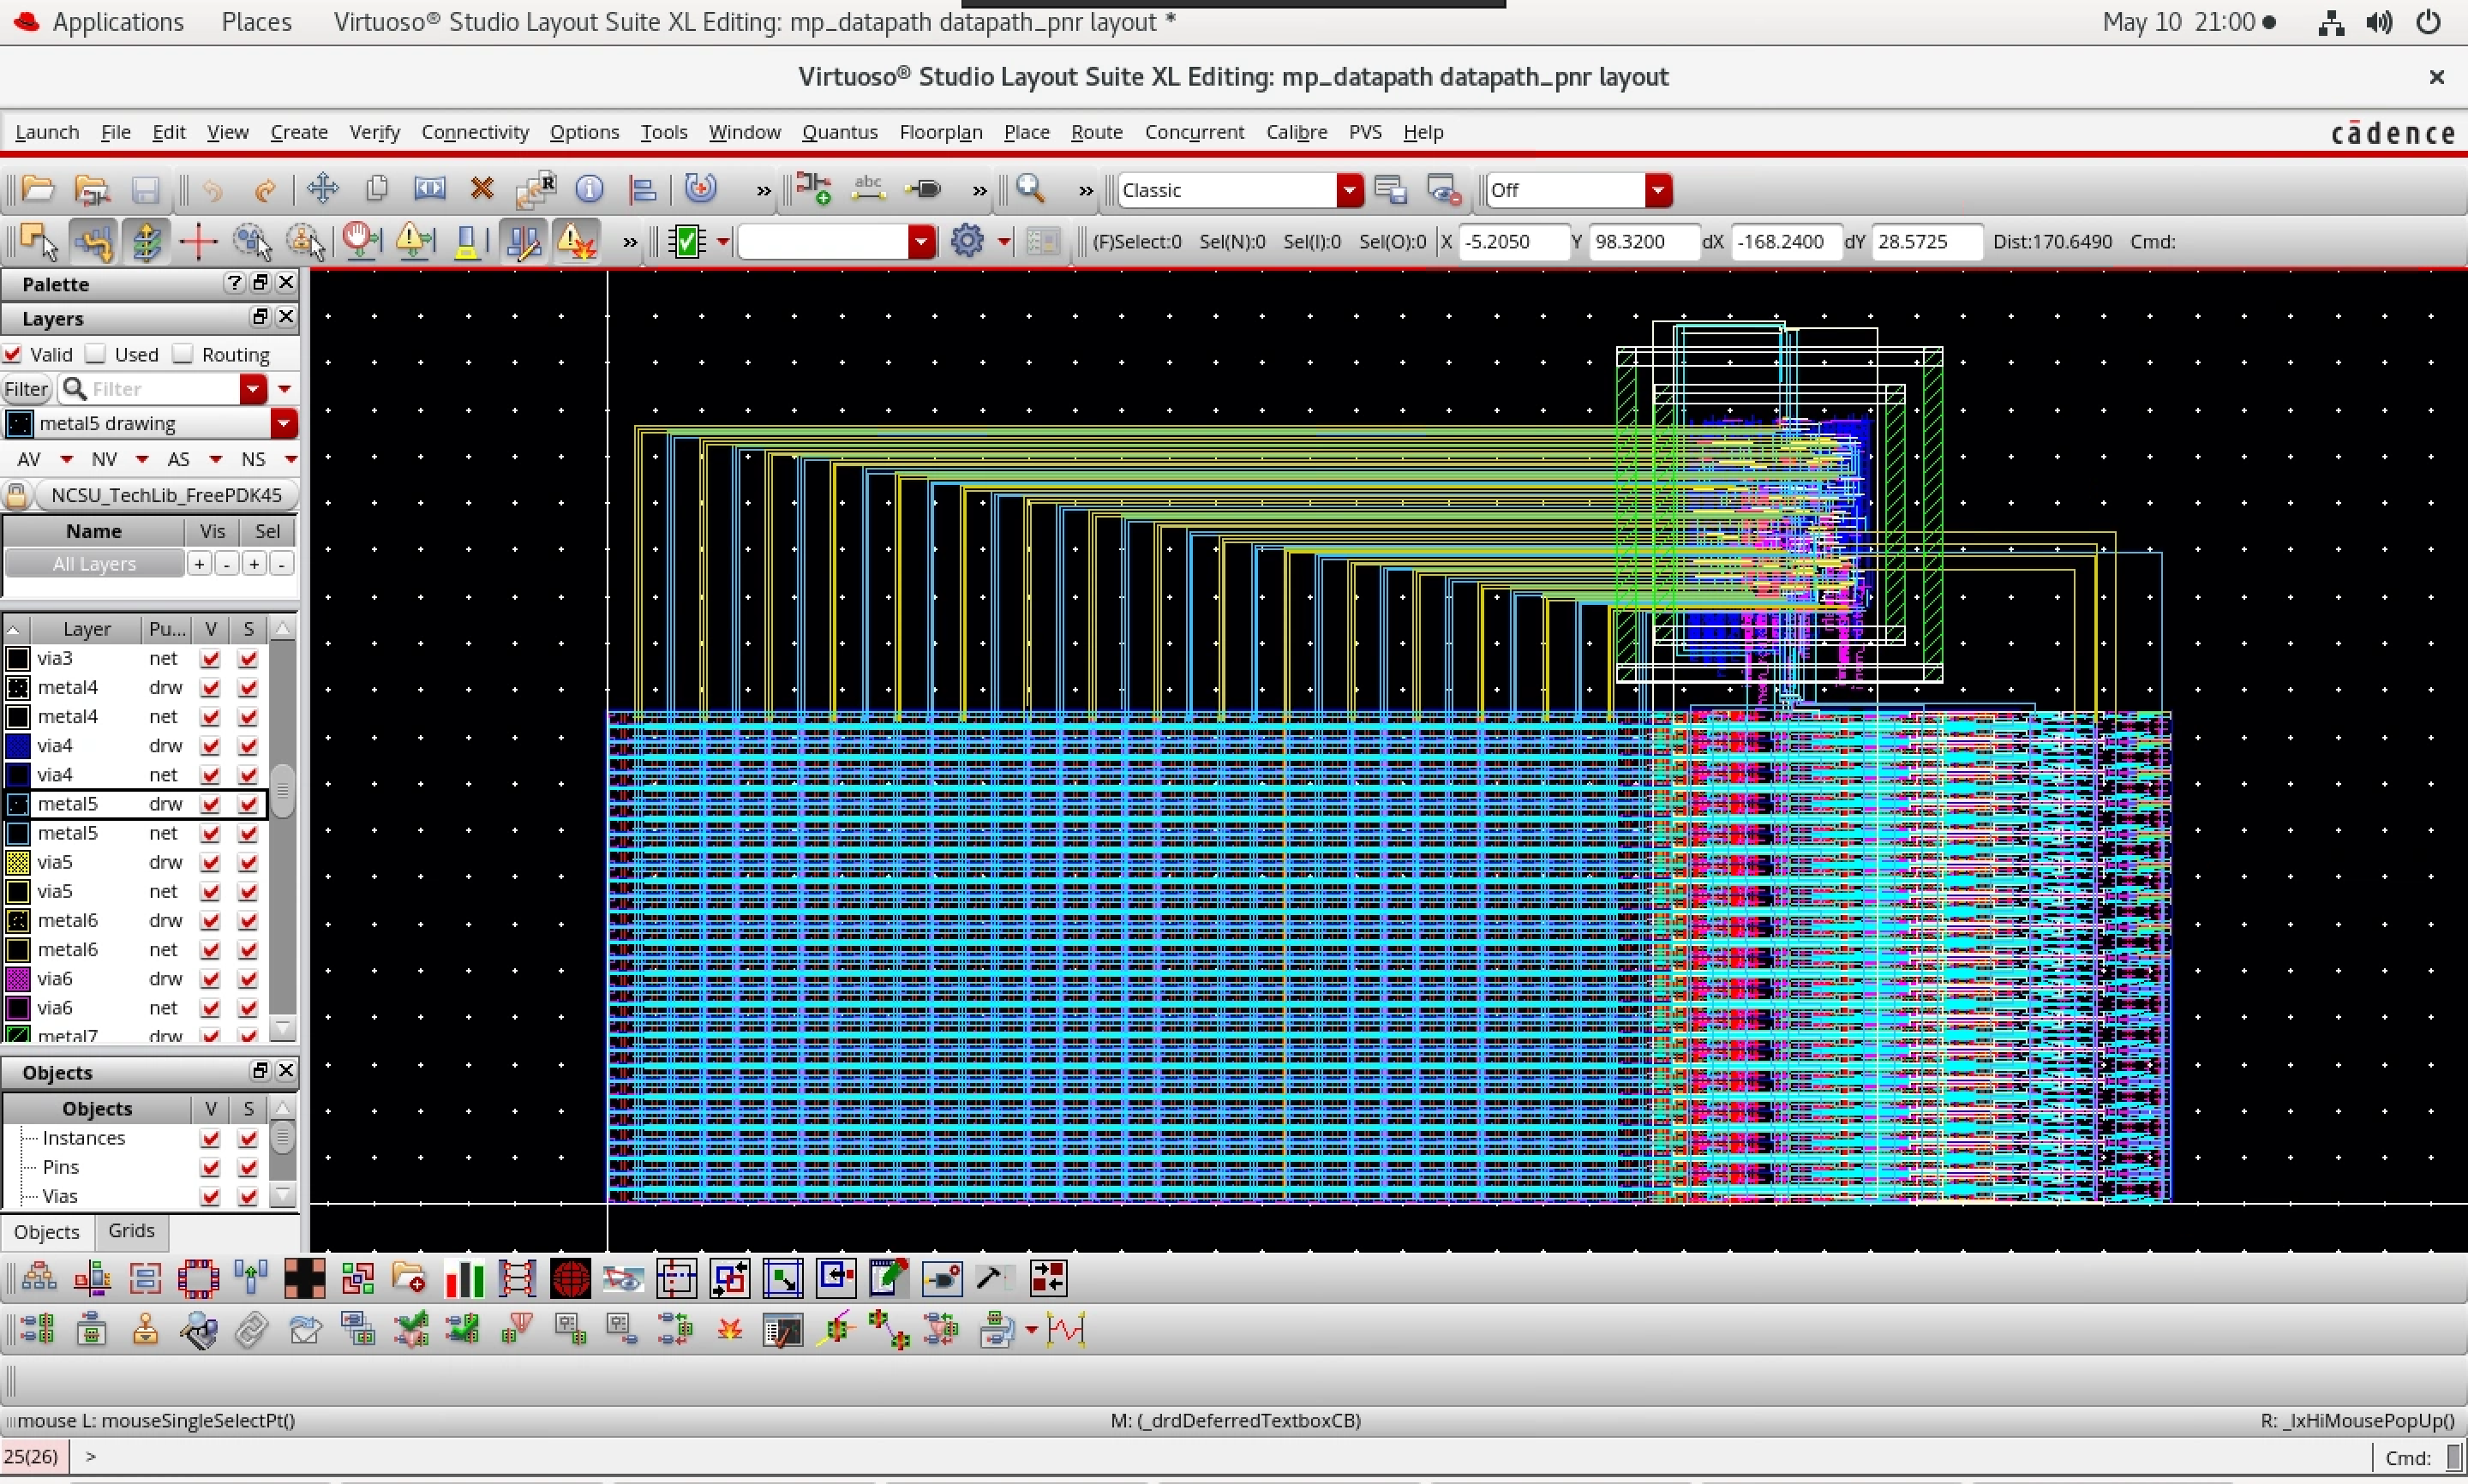 Applications Places Virtuoso® Studio Layout Suite XL Editing: mp_datapath datapath_pnr layout * May 10 21:00
Virtuoso® Studio Layout Suite XL Editing: mp_datapath datapath_pnr layout
Launch File Edit View Create Verify Connectivity Options Tools Window Quantus Floorplan Place Route Concurrent Calibre PVS Help cādence
R abc Classic Off
(F)Select:0 Sel(N):0 Sel(I):0 Sel(O):0 X -5.2050 Y 98.3200 dX -168.2400 dY 28.5725 Dist:170.6490 Cmd:
Palette
Layers
Valid Used Routing
Filter Filter
metal5 drawing
AV NV AS NS
NCSU_TechLib_FreePDK45
Name Vis Sel
All Layers + - + -
Layer Pu... V S
via3 net
metal4 drw
metal4 net
via4 drw
via4 net
metal5 drw
metal5 net
via5 drw
via5 net
metal6 drw
metal6 net
via6 drw
via6 net
metal7 drw
Objects
Objects V S
Instances
Pins
Vias
Objects Grids
mouse L: mouseSingleSelectPt() M: (_drdDeferredTextboxCB) R: _lxHiMousePopUp()
25(26) > Cmd: